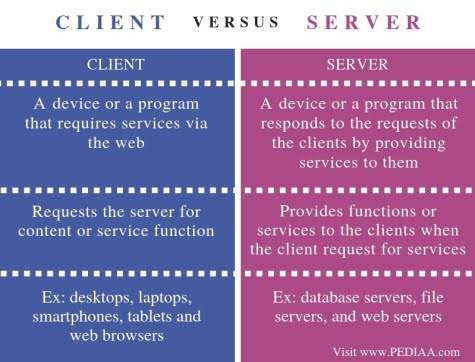 CLIENT VERSUS SERVER
CLIENT
A device or a program
that requires services via
the web
Requests the server for
content or service function
Ex: desktops, laptops,
smartphones, tablets and
web browsers
SERVER
A device or a program that
responds to the requests of
the clients by providing
services to them
Provides functions or
services to the clients when
the client request for services
Ex: database servers, file
servers, and web servers
Visit www.PEDIAA.com